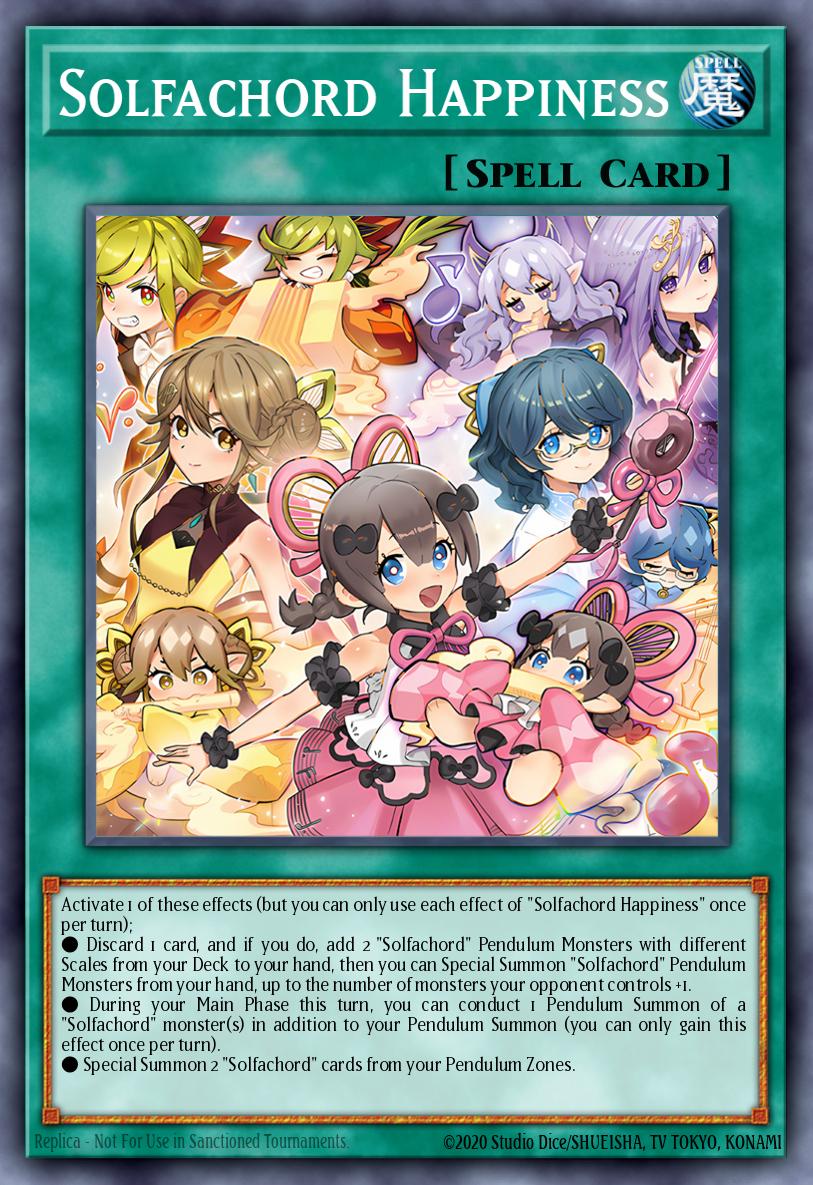 Solfachord Happiness
SPELL
魔
[ Spell Card ]
Activate 1 of these effects (but you can only use each effect of "Solfachord Happiness" once
per turn);
● Discard 1 card, and if you do, add 2 "Solfachord" Pendulum Monsters with different
Scales from your Deck to your hand, then you can Special Summon "Solfachord" Pendulum
Monsters from your hand, up to the number of monsters your opponent controls +1.
● During your Main Phase this turn, you can conduct 1 Pendulum Summon of a
"Solfachord" monster(s) in addition to your Pendulum Summon (you can only gain this
effect once per turn).
● Special Summon 2 "Solfachord" cards from your Pendulum Zones.
Replica - Not For Use in Sanctioned Tournaments.
©2020 Studio Dice/SHUEISHA, TV TOKYO, KONAMI